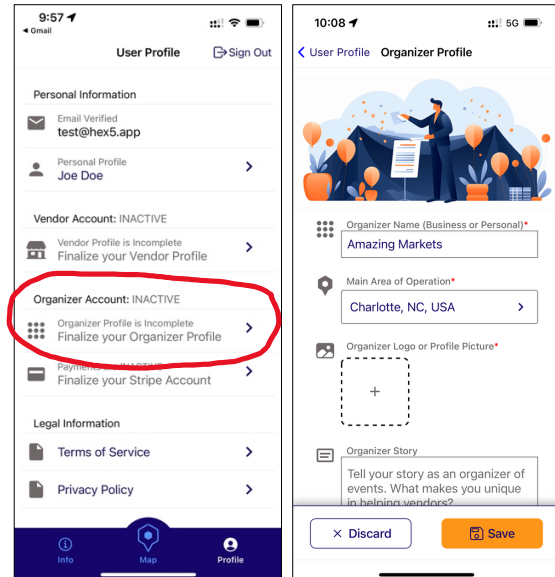 9:57
Gmail
User Profile
Sign Out
Personal Information
Email Verified
test@hex5.app
Personal Profile
Joe Doe
Vendor Account: INACTIVE
Vendor Profile is Incomplete
Finalize your Vendor Profile
Organizer Account: INACTIVE
Organizer Profile is Incomplete
Finalize your Organizer Profile
Payments are INACTIVE
Finalize your Stripe Account
Legal Information
Terms of Service
Privacy Policy
Info
Map
Profile
10:08
5G
User Profile
Organizer Profile
Organizer Name (Business or Personal)*
Amazing Markets
Main Area of Operation*
Charlotte, NC, USA
Organizer Logo or Profile Picture*
+
Organizer Story
Tell your story as an organizer of
events. What makes you unique
in helping vendors?
× Discard
Save